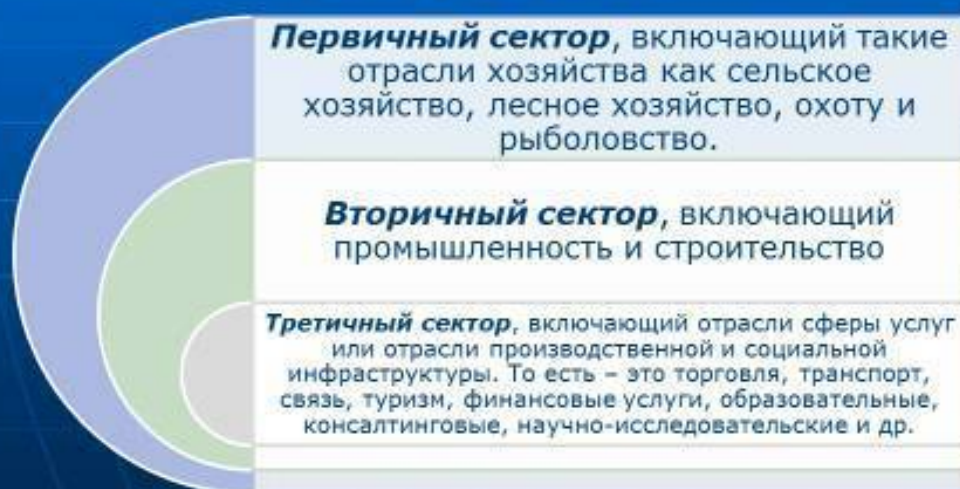 Первичный сектор, включающий такие
отрасли хозяйства как сельское
хозяйство, лесное хозяйство, охоту и
рыболовство.
Вторичный сектор, включающий
промышленность и строительство
Третичный сектор, включающий отрасли сферы услуг
или отрасли производственной и социальной
инфраструктуры. То есть – это торговля, транспорт,
связь, туризм, финансовые услуги, образовательные,
консалтинговые, научно-исследовательские и др.